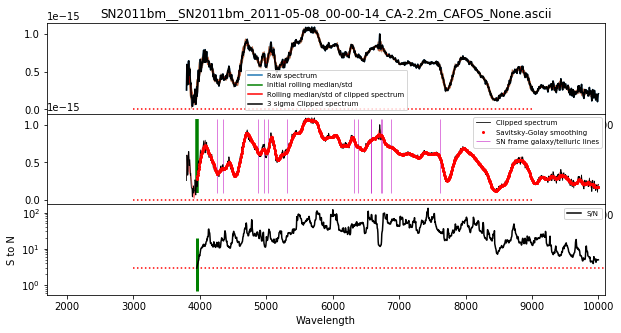 SN2011bm__SN2011bm_2011-05-08_00-00-14_CA-2.2m_CAFOS_None.ascii
1e−15
1.0
0.5
0.0
Raw spectrum
Initial rolling median/std
Rolling median/std of clipped spectrum
3 sigma Clipped spectrum
1e−15
1.0
0.5
0.0
Clipped spectrum
Savitsky-Golay smoothing
SN frame galaxy/telluric lines
S to N
10²
10¹
10⁰
S/N
2000 3000 4000 5000 6000 7000 8000 9000 10000
Wavelength